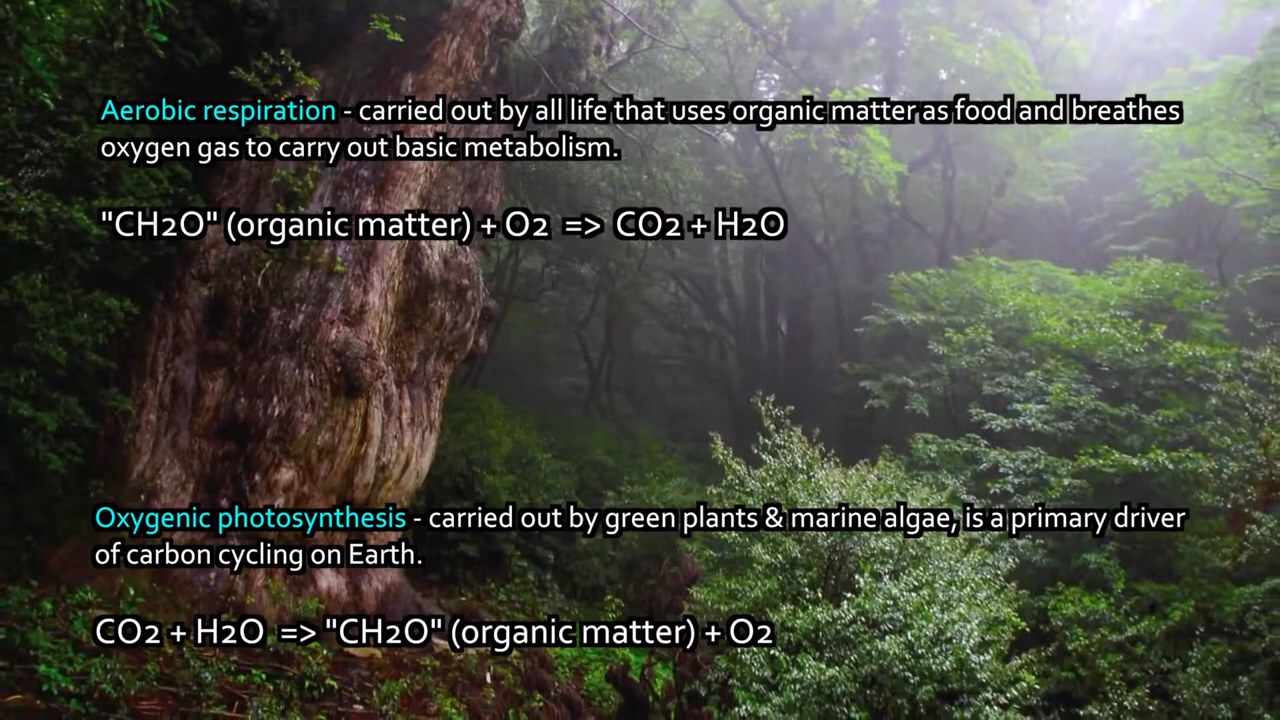 Aerobic respiration - carried out by all life that uses organic matter as food and breathes
oxygen gas to carry out basic metabolism.
"CH2O" (organic matter) + O2 => CO2 + H2O
Oxygenic photosynthesis - carried out by green plants & marine algae, is a primary driver
of carbon cycling on Earth.
CO2 + H2O => "CH2O" (organic matter) + O2